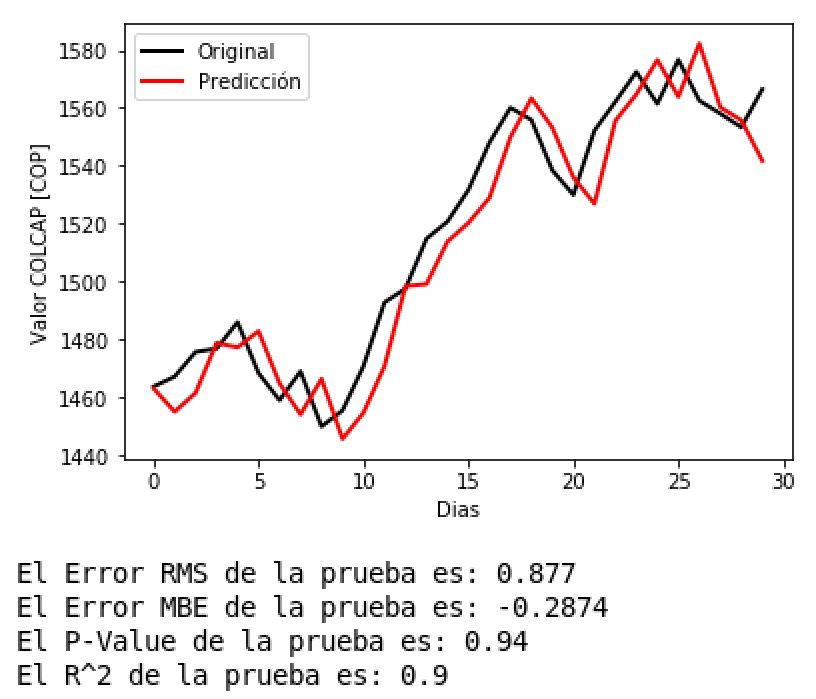 Original
Predicción
1580
1560
1540
1520
1500
1480
1460
1440
Valor COLCAP [COP]
0 5 10 15 20 25 30
Dias
El Error RMS de la prueba es: 0.877
El Error MBE de la prueba es: -0.2874
El P-Value de la prueba es: 0.94
El R^2 de la prueba es: 0.9